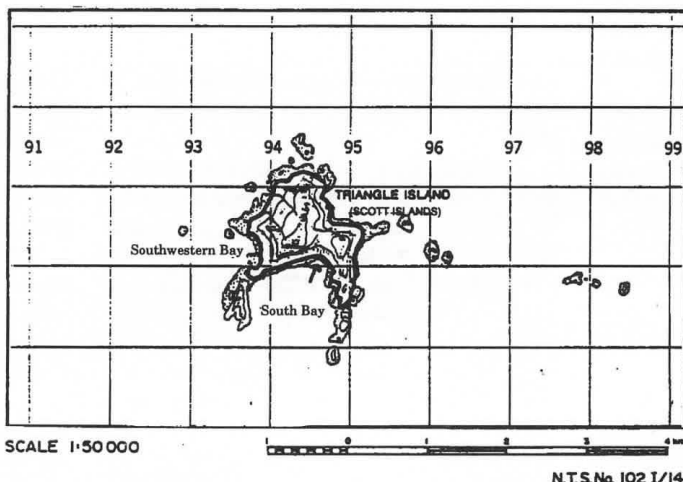 91 92 93 94 95 96 97 98 99
TRIANGLE ISLAND
(SCOTT ISLANDS)
Southwestern Bay
South Bay
SCALE 1:50 000
1 0 1 2 3 4
N.T.S. No. 102 I/14